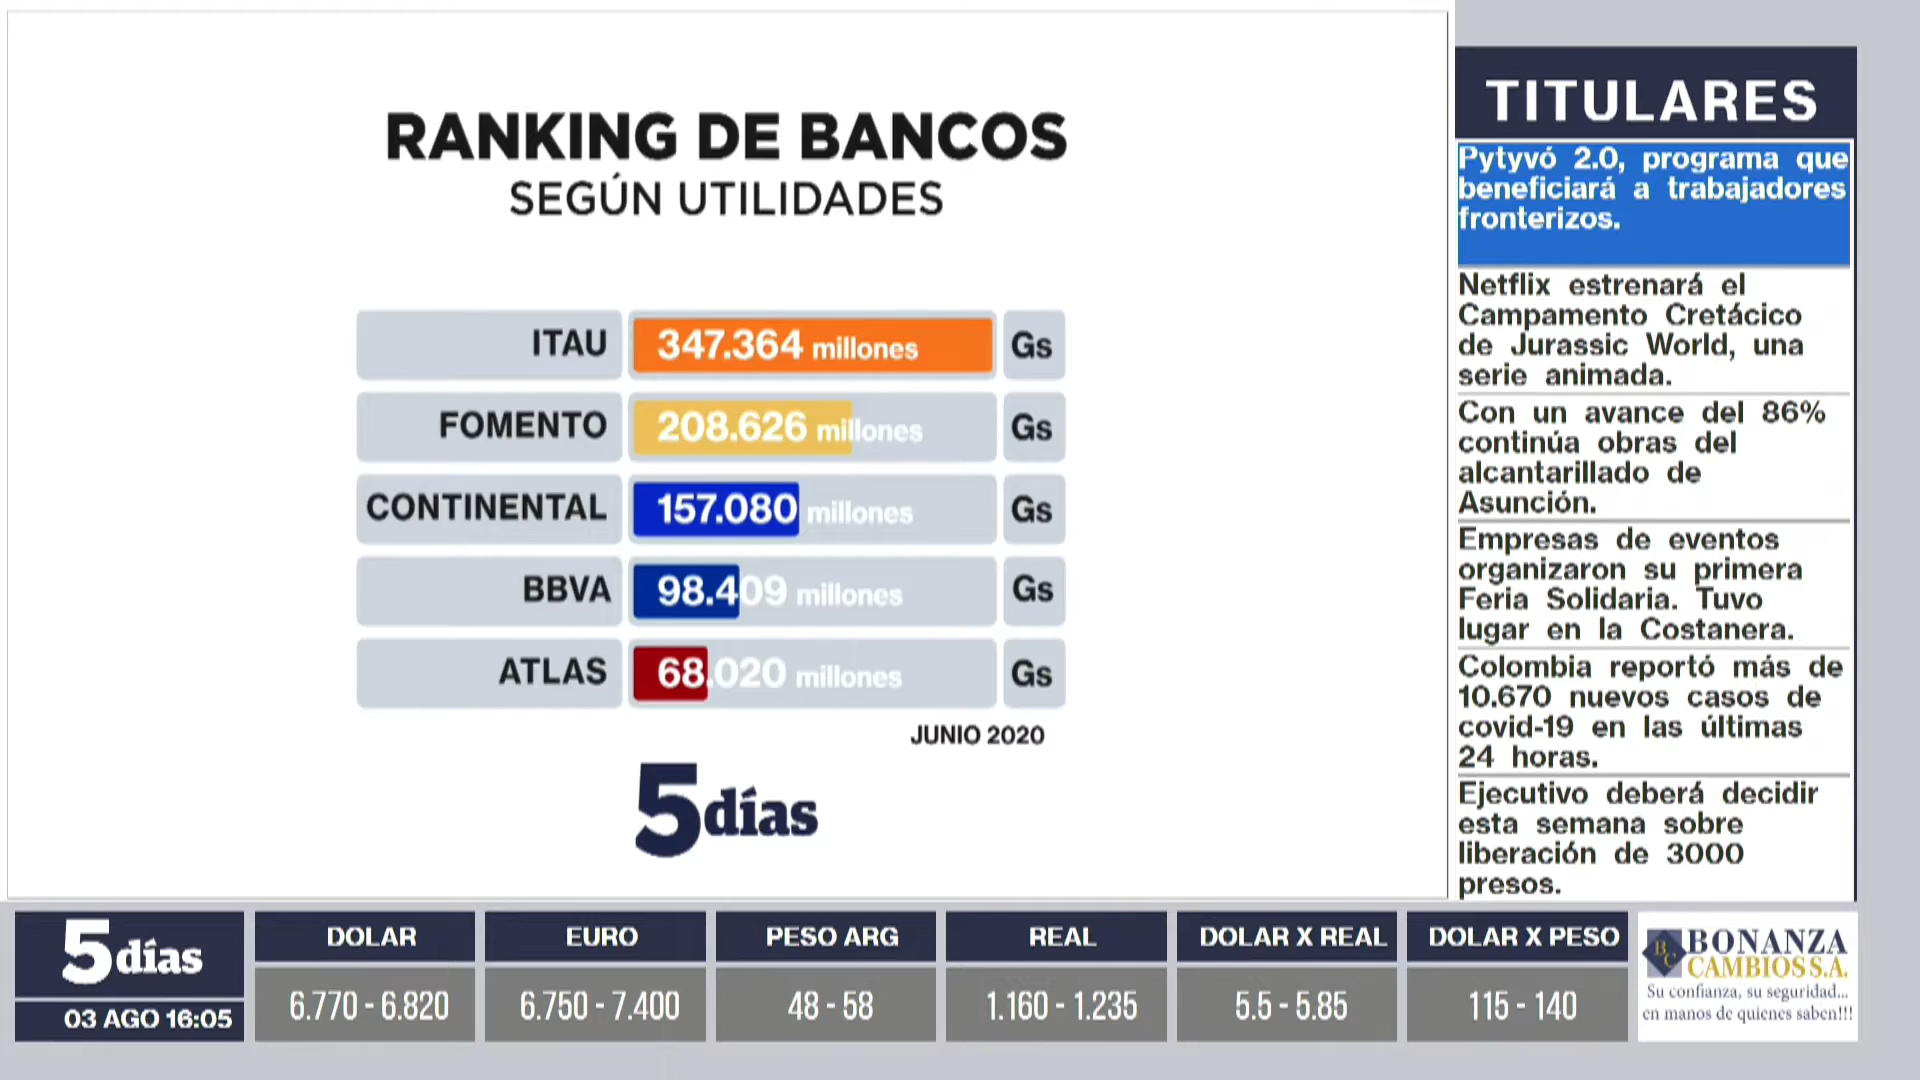 RANKING DE BANCOS
SEGÚN UTILIDADES
ITAU 347.364 millones Gs
FOMENTO 208.626 millones Gs
CONTINENTAL 157.080 millones Gs
BBVA 98.409 millones Gs
ATLAS 68.020 millones Gs
JUNIO 2020
5días
TITULARES
Pytyvó 2.0, programa que
beneficiará a trabajadores
fronterizos.
Netflix estrenará el
Campamento Cretácico
de Jurassic World, una
serie animada.
Con un avance del 86%
continúa obras del
alcantarillado de
Asunción.
Empresas de eventos
organizaron su primera
Feria Solidaria. Tuvo
lugar en la Costanera.
Colombia reportó más de
10.670 nuevos casos de
covid-19 en las últimas
24 horas.
Ejecutivo deberá decidir
esta semana sobre
liberación de 3000
presos.
5días
03 AGO 16:05
DOLAR
6.770 - 6.820
EURO
6.750 - 7.400
PESO ARG
48 - 58
REAL
1.160 - 1.235
DOLAR X REAL
5.5 - 5.85
DOLAR X PESO
115 - 140
BC
BONANZA
CAMBIOS S.A.
Su confianza, su seguridad...
en manos de quienes saben!!!